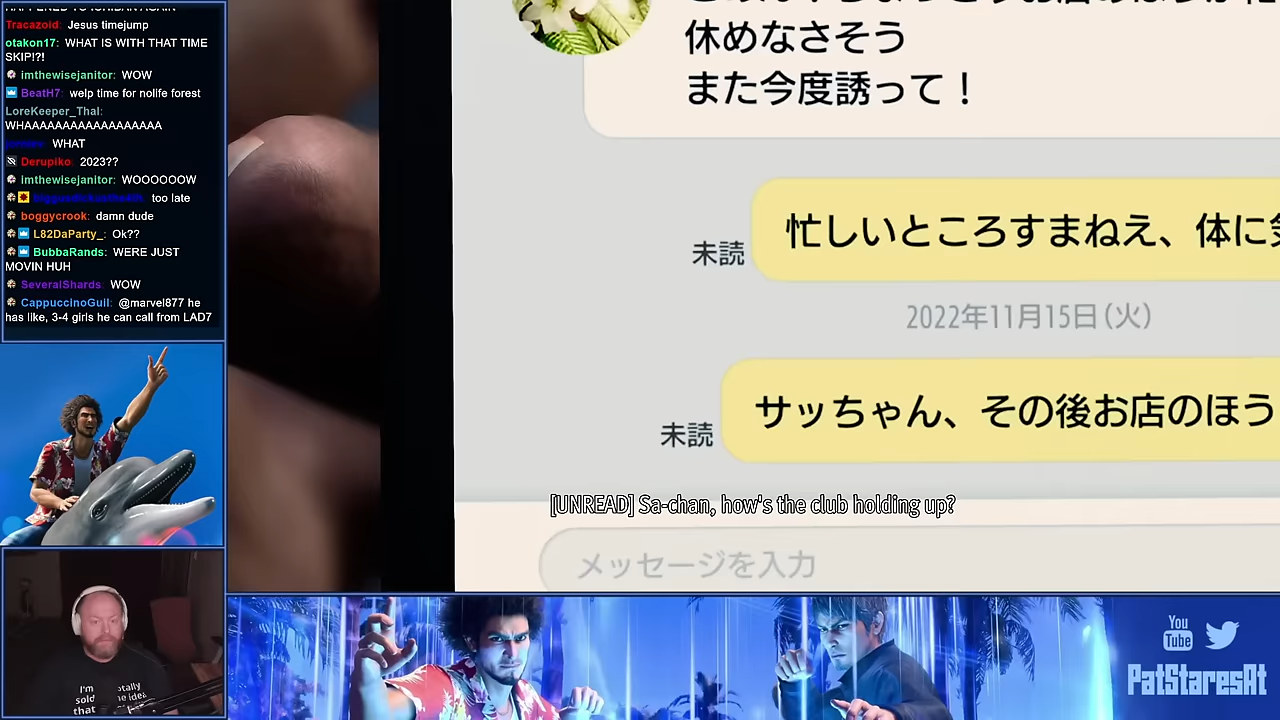 Tracazoid: Jesus timejump
otakon17: WHAT IS WITH THAT TIME
SKIP!?!
imthewisejanitor: WOW
BeatH7: welp time for midlife forest
LoreKeeper_Thal:
WHAAAAAAAAAAAAAAAAAA
WHAT
Derupiko: 2023??
imthewisejanitor: WOOOOOOW
too late
boggycrook: damn dude
L82DaParty_: Ok??
BubbaRands: WERE JUST
MOVIN HUH
SeveralShards: WOW
CappuccinoGuil: @marvel877 he
has like, 3-4 girls he can call from LAD7
休めなさそう
また今度誘って！
忙しいところすまねえ、体に気
未読
2022年11月15日（火）
サッちゃん、その後お店のほう
未読
[UNREAD] Sa-chan, how's the club holding up?
メッセージを入力
I'm
sold
that
You
Tube
PatStaresAt